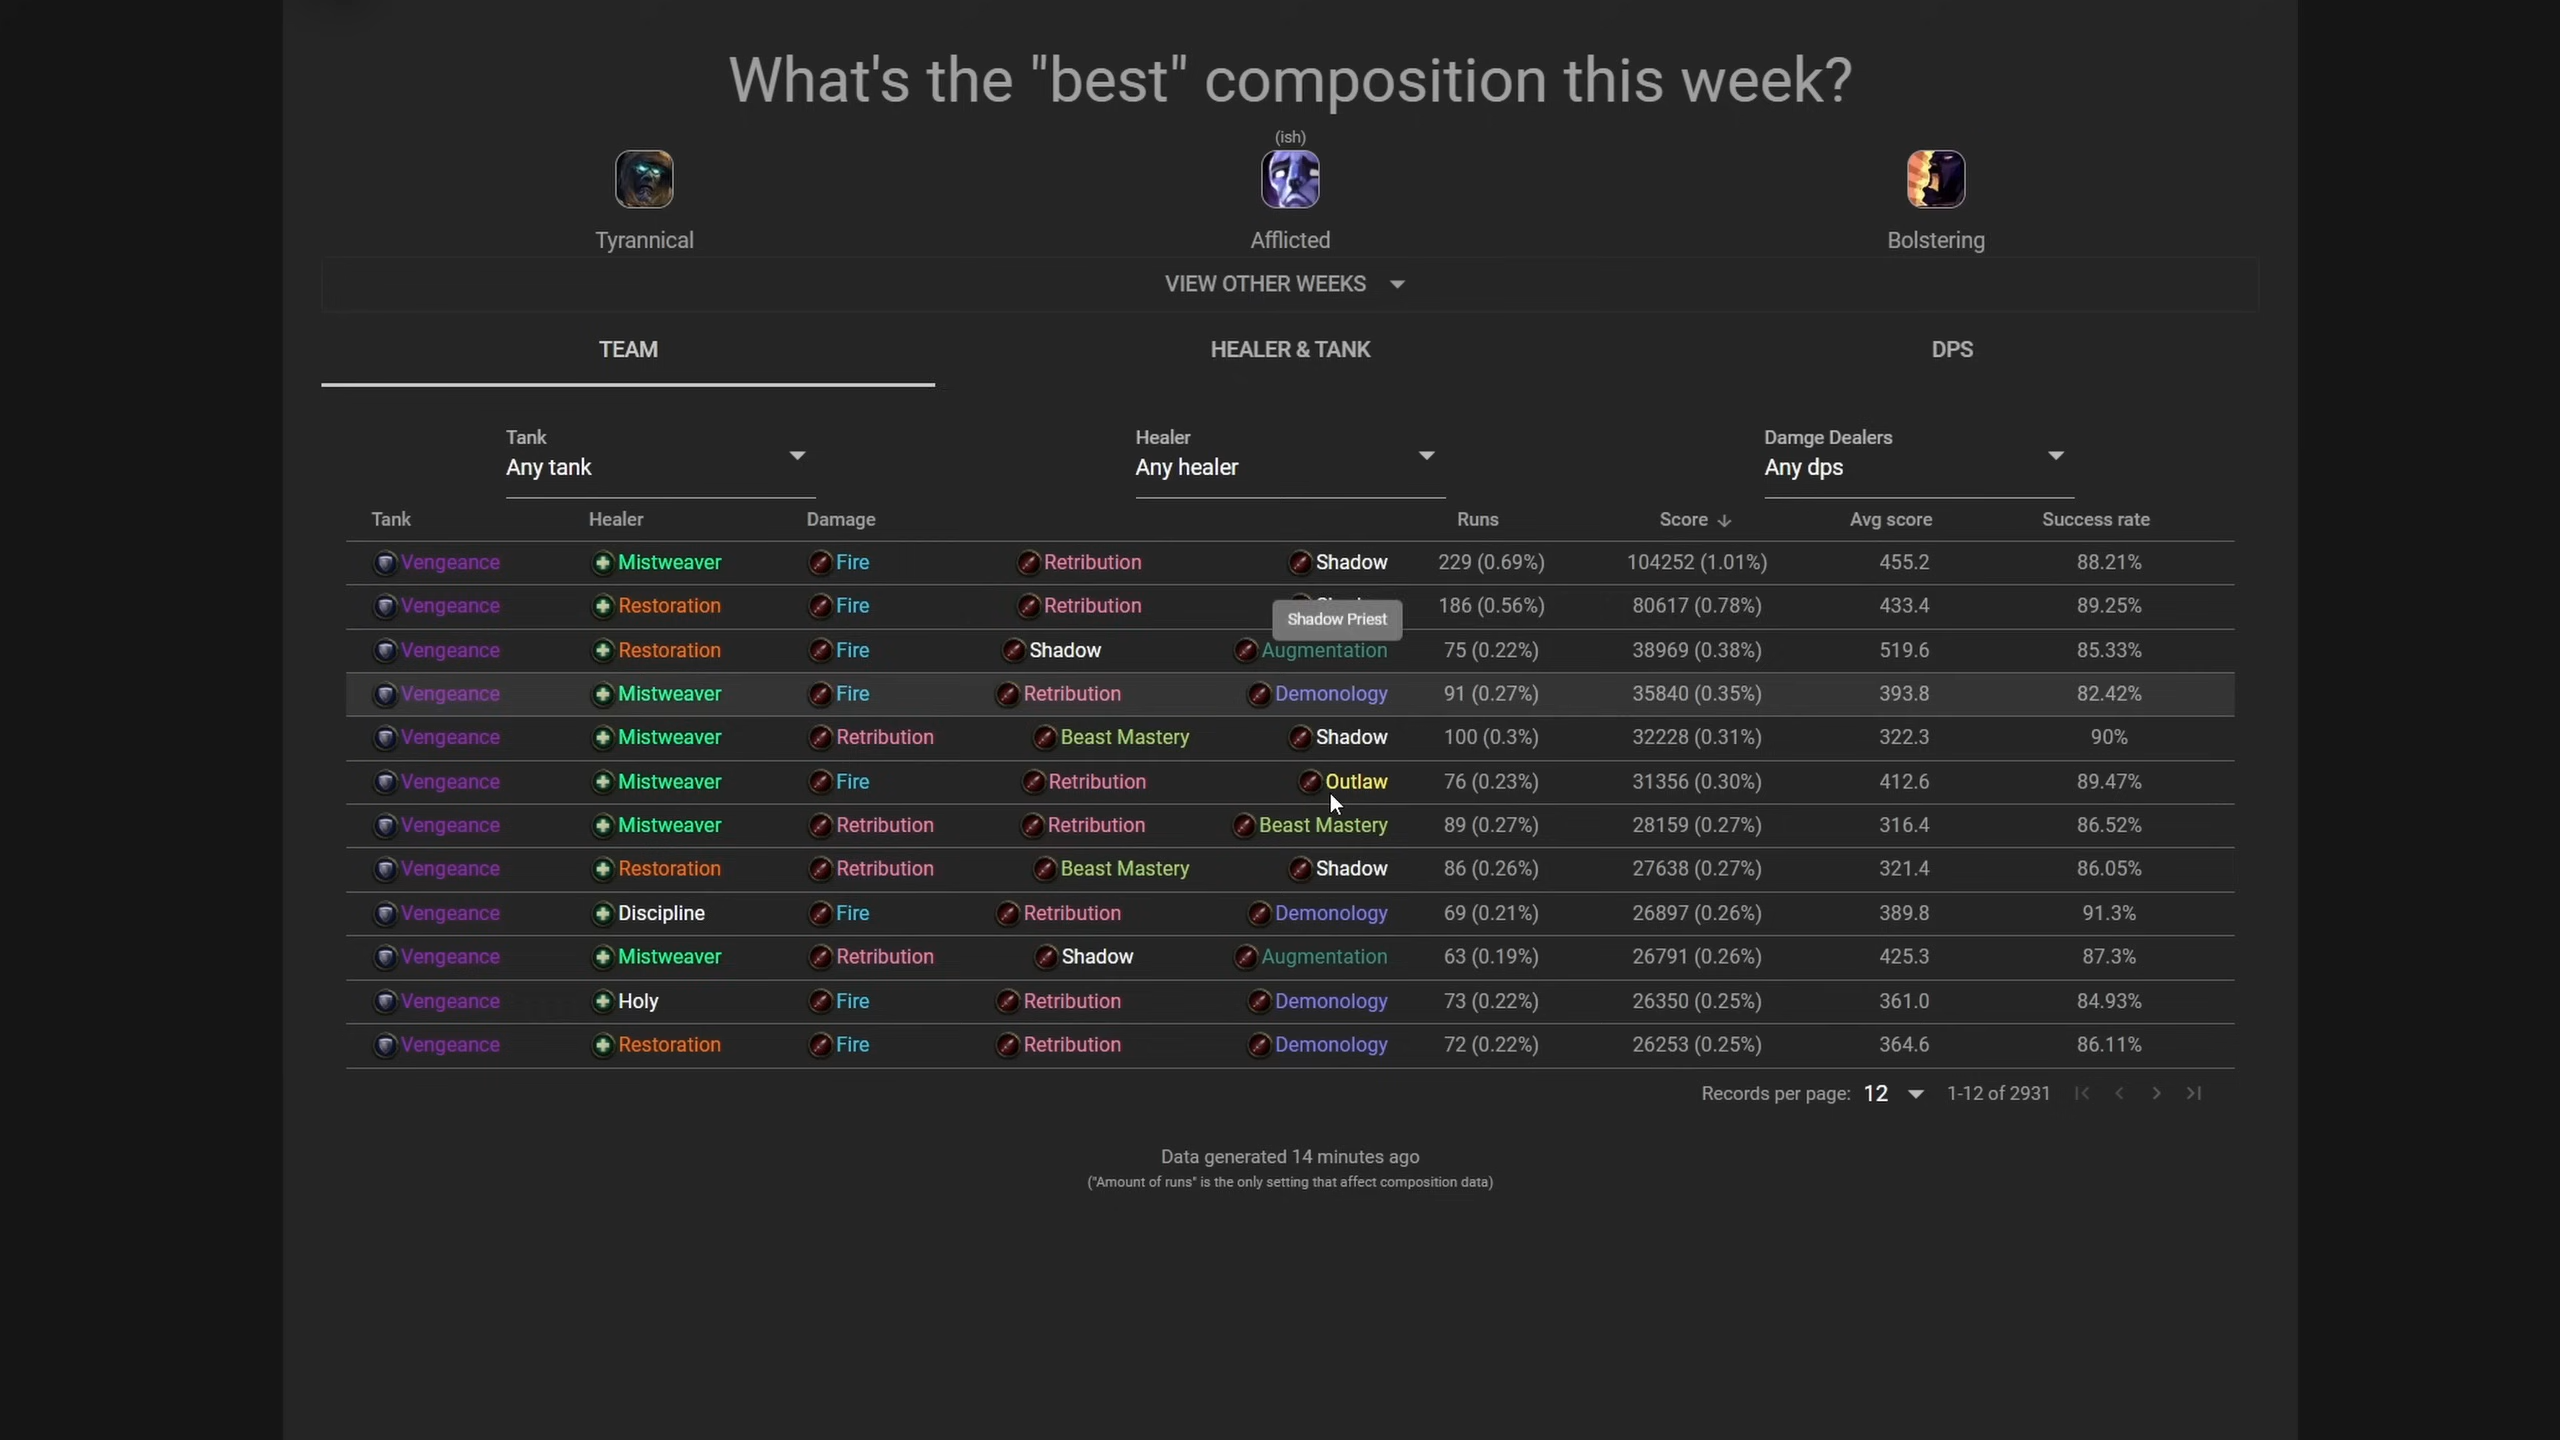 What's the "best" composition this week?
(ish)
Tyrannical Afflicted Bolstering
VIEW OTHER WEEKS
TEAM HEALER & TANK DPS
Tank Healer Damge Dealers
Any tank Any healer Any dps
Tank Healer Damage Runs Score Avg score Success rate
Vengeance Mistweaver Fire Retribution Shadow 229 (0.69%) 104252 (1.01%) 455.2 88.21%
Vengeance Restoration Fire Retribution 186 (0.56%) 80617 (0.78%) 433.4 89.25%
Shadow Priest
Vengeance Restoration Fire Shadow Augmentation 75 (0.22%) 38969 (0.38%) 519.6 85.33%
Vengeance Mistweaver Fire Retribution Demonology 91 (0.27%) 35840 (0.35%) 393.8 82.42%
Vengeance Mistweaver Retribution Beast Mastery Shadow 100 (0.3%) 32228 (0.31%) 322.3 90%
Vengeance Mistweaver Fire Retribution Outlaw 76 (0.23%) 31356 (0.30%) 412.6 89.47%
Vengeance Mistweaver Retribution Retribution Beast Mastery 89 (0.27%) 28159 (0.27%) 316.4 86.52%
Vengeance Restoration Retribution Beast Mastery Shadow 86 (0.26%) 27638 (0.27%) 321.4 86.05%
Vengeance Discipline Fire Retribution Demonology 69 (0.21%) 26897 (0.26%) 389.8 91.3%
Vengeance Mistweaver Retribution Shadow Augmentation 63 (0.19%) 26791 (0.26%) 425.3 87.3%
Vengeance Holy Fire Retribution Demonology 73 (0.22%) 26350 (0.25%) 361.0 84.93%
Vengeance Restoration Fire Retribution Demonology 72 (0.22%) 26253 (0.25%) 364.6 86.11%
Records per page: 12 1-12 of 2931
Data generated 14 minutes ago
("Amount of runs" is the only setting that affect composition data)